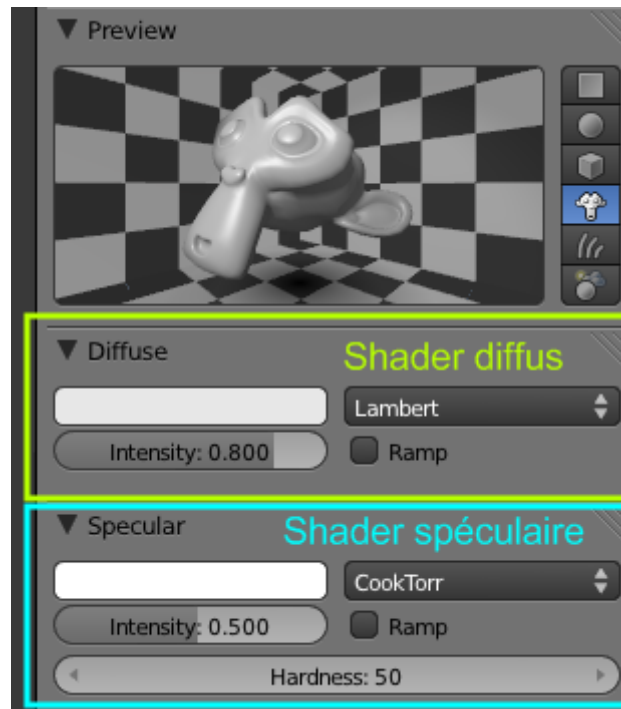 Preview
Diffuse Shader diffus
Lambert
Intensity: 0.800 Ramp
Specular Shader spéculaire
CookTorr
Intensity: 0.500 Ramp
Hardness: 50